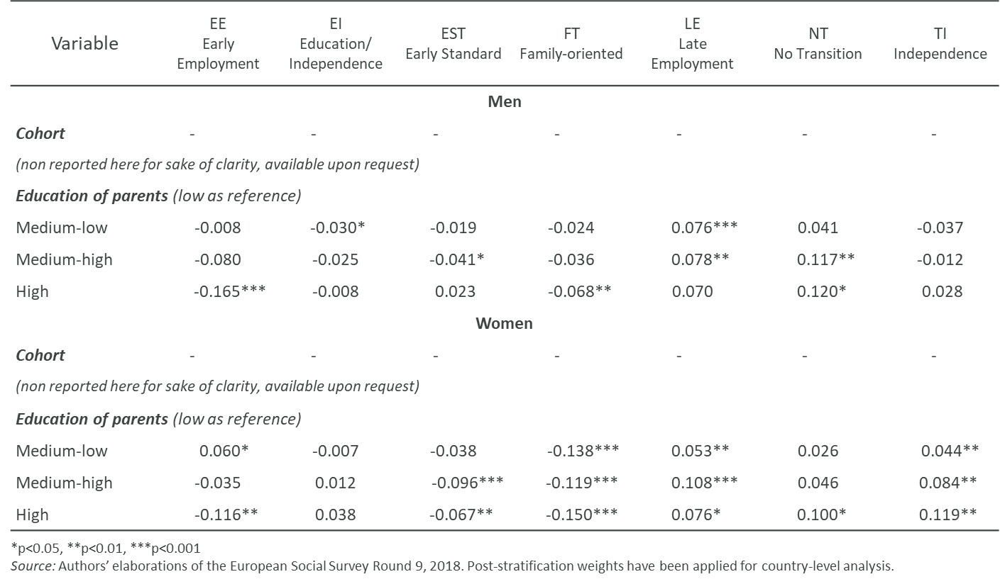 Variable EE Early Employment EI Education/ Independence EST Early Standard FT Family-oriented LE Late Employment NT No Transition TI Independence
Men
Cohort - - - - - - -
(non reported here for sake of clarity, available upon request)
Education of parents (low as reference)
Medium-low -0.008 -0.030* -0.019 -0.024 0.076*** 0.041 -0.037
Medium-high -0.080 -0.025 -0.041* -0.036 0.078** 0.117** -0.012
High -0.165*** -0.008 0.023 -0.068** 0.070 0.120* 0.028
Women
Cohort - - - - - - -
(non reported here for sake of clarity, available upon request)
Education of parents (low as reference)
Medium-low 0.060* -0.007 -0.038 -0.138*** 0.053** 0.026 0.044**
Medium-high -0.035 0.012 -0.096*** -0.119*** 0.108*** 0.046 0.084**
High -0.116** 0.038 -0.067** -0.150*** 0.076* 0.100* 0.119**
*p<0.05, **p<0.01, ***p<0.001
Source: Authors’ elaborations of the European Social Survey Round 9, 2018. Post-stratification weights have been applied for country-level analysis.